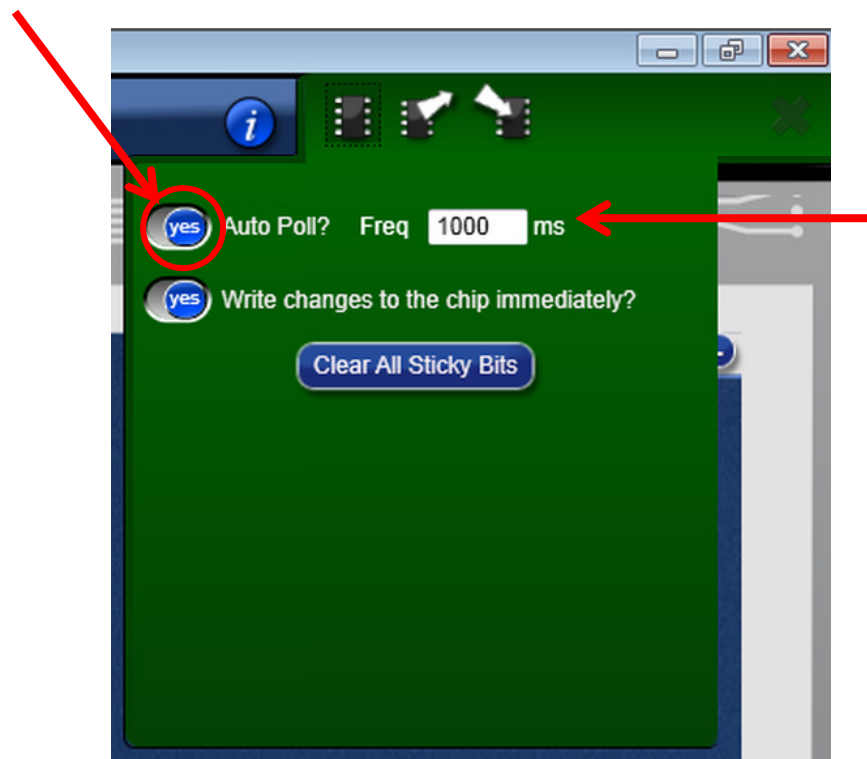 i
yes Auto Poll? Freq 1000 ms
yes Write changes to the chip immediately?
Clear All Sticky Bits